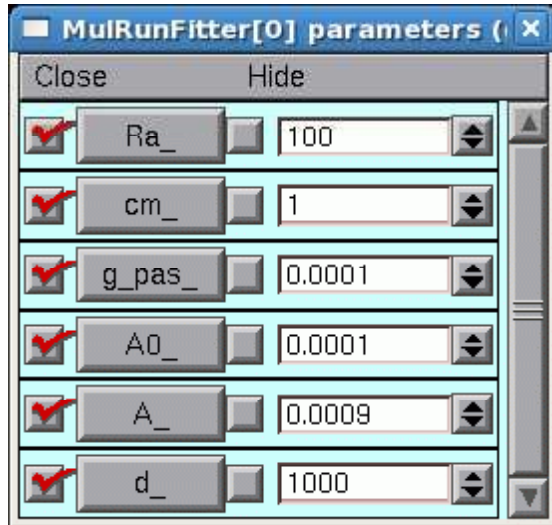 MulRunFitter[0] parameters (
Close Hide
Ra_ 100
cm_ 1
g_pas_ 0.0001
A0_ 0.0001
A_ 0.0009
d_ 1000